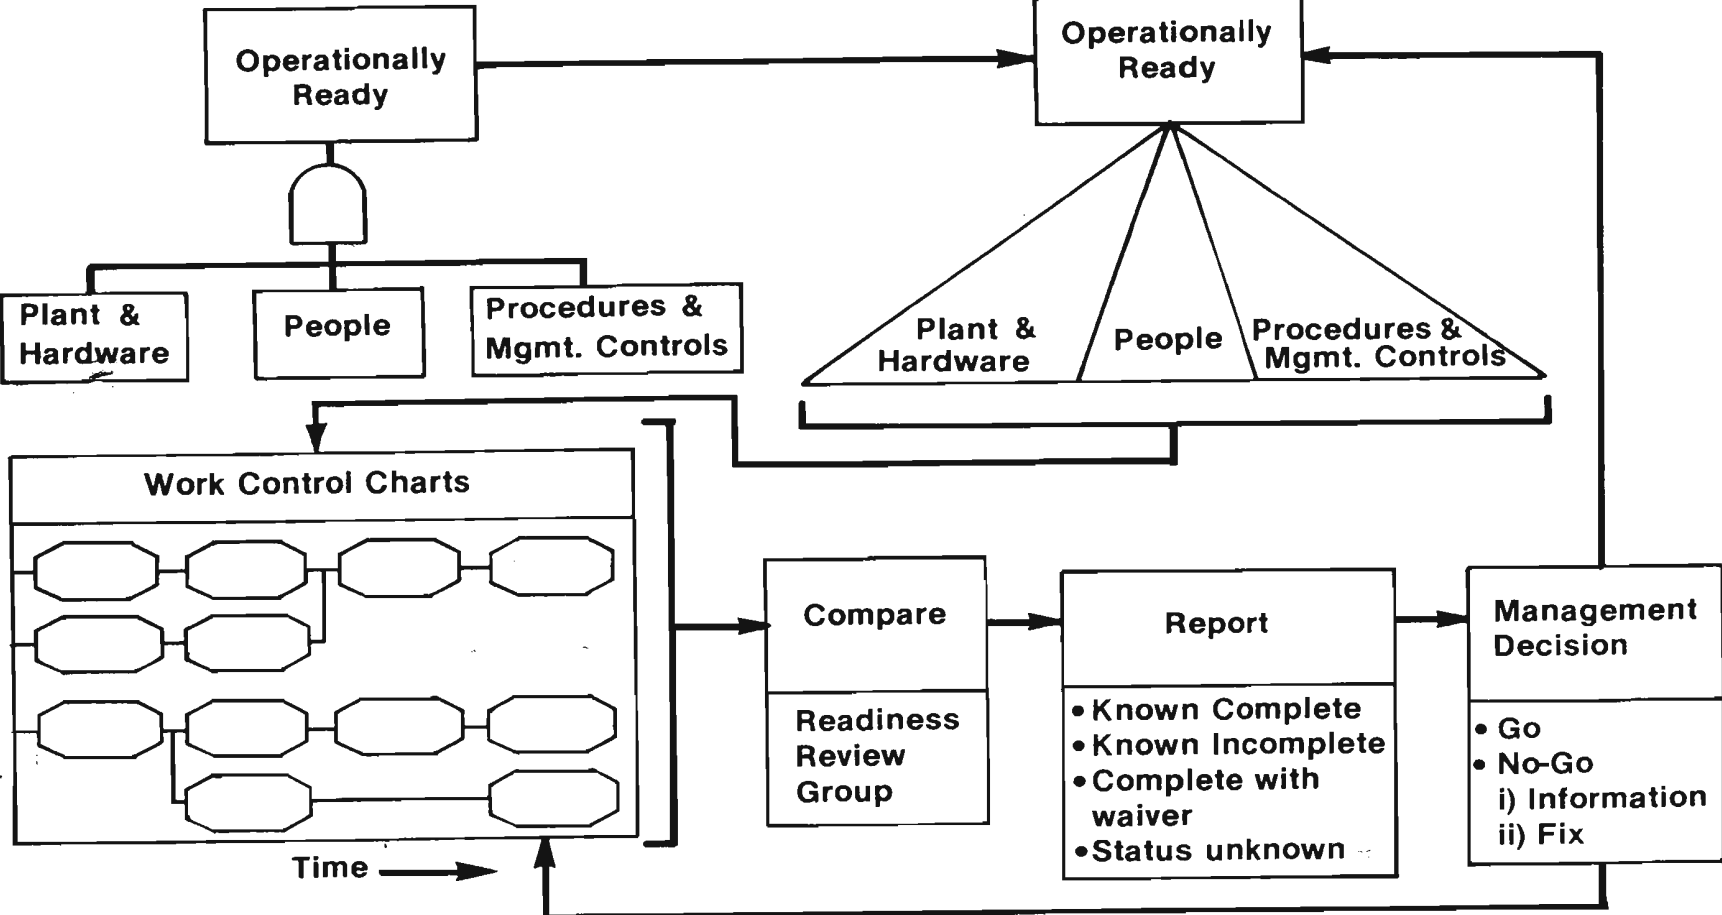 Operationally
Ready
Operationally
Ready
Plant &
Hardware
People
Procedures &
Mgmt. Controls
Plant &
Hardware
People
Procedures &
Mgmt. Controls
Work Control Charts
Time
Compare
Readiness
Review
Group
Report
• Known Complete
• Known Incomplete
• Complete with
waiver
• Status unknown
Management
Decision
• Go
• No-Go
i) Information
ii) Fix